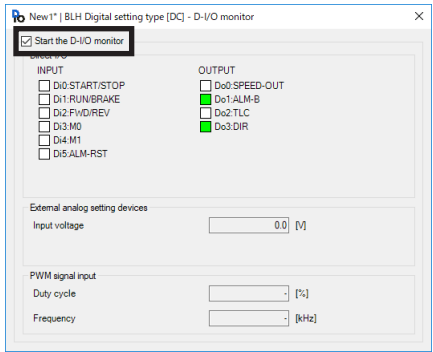 New1* | BLH Digital setting type [DC] - D-I/O monitor
Start the D-I/O monitor
Direct I/O
INPUT
Di0:START/STOP
Di1:RUN/BRAKE
Di2:FWD/REV
Di3:M0
Di4:M1
Di5:ALM-RST
OUTPUT
Do0:SPEED-OUT
Do1:ALM-B
Do2:TLC
Do3:DIR
External analog setting devices
Input voltage 0.0 [V]
PWM signal input
Duty cycle - [%]
Frequency - [kHz]